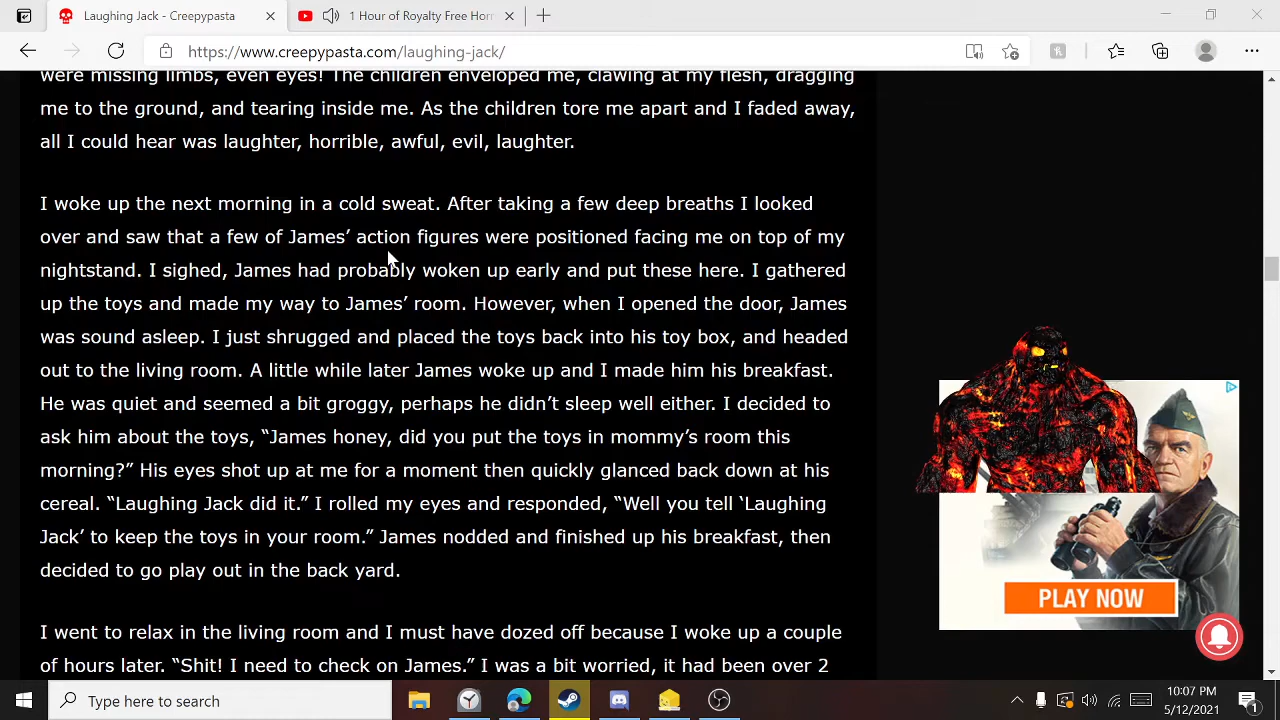 Laughing Jack - Creepypasta
1 Hour of Royalty Free Hor
https://www.creepypasta.com/laughing-jack/
were missing limbs, even eyes! The children enveloped me, clawing at my flesh, dragging
me to the ground, and tearing inside me. As the children tore me apart and I faded away,
all I could hear was laughter, horrible, awful, evil, laughter.
I woke up the next morning in a cold sweat. After taking a few deep breaths I looked
over and saw that a few of James’ action figures were positioned facing me on top of my
nightstand. I sighed, James had probably woken up early and put these here. I gathered
up the toys and made my way to James’ room. However, when I opened the door, James
was sound asleep. I just shrugged and placed the toys back into his toy box, and headed
out to the living room. A little while later James woke up and I made him his breakfast.
He was quiet and seemed a bit groggy, perhaps he didn’t sleep well either. I decided to
ask him about the toys, “James honey, did you put the toys in mommy’s room this
morning?” His eyes shot up at me for a moment then quickly glanced back down at his
cereal. “Laughing Jack did it.” I rolled my eyes and responded, “Well you tell ‘Laughing
Jack’ to keep the toys in your room.” James nodded and finished up his breakfast, then
decided to go play out in the back yard.
I went to relax in the living room and I must have dozed off because I woke up a couple
of hours later. “Shit! I need to check on James.” I was a bit worried, it had been over 2
PLAY NOW
Type here to search
10:07 PM
5/12/2021
1